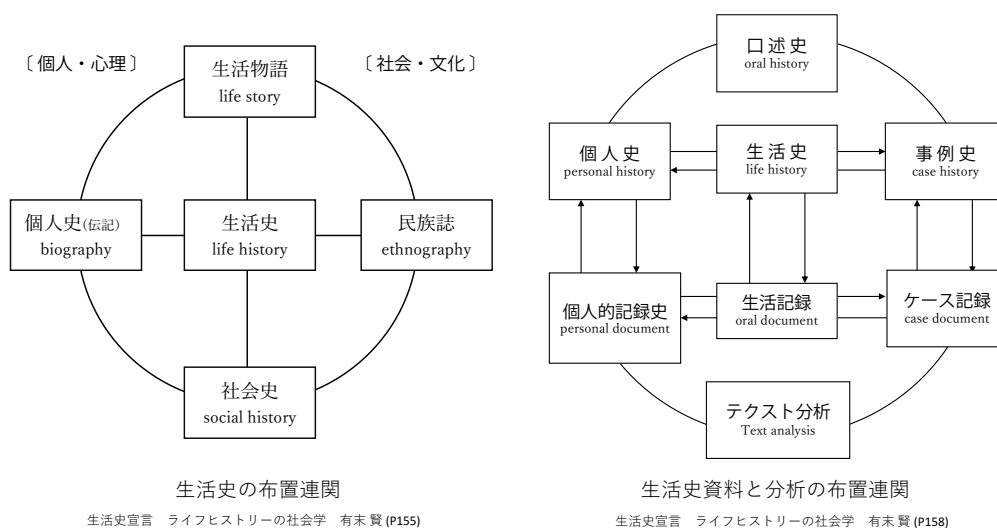 〔個人・心理〕
〔社会・文化〕
生活物語
life story
個人史(伝記)
biography
生活史
life history
民族誌
ethnography
社会史
social history
生活史の布置連関
生活史宣言　ライフヒストリーの社会学　有末 賢 (P155)
口述史
oral history
個人史
personal history
生活史
life history
事例史
case history
個人的記録史
personal document
生活記録
oral document
ケース記録
case document
テクスト分析
Text analysis
生活史資料と分析の布置連関
生活史宣言　ライフヒストリーの社会学　有末 賢 (P158)